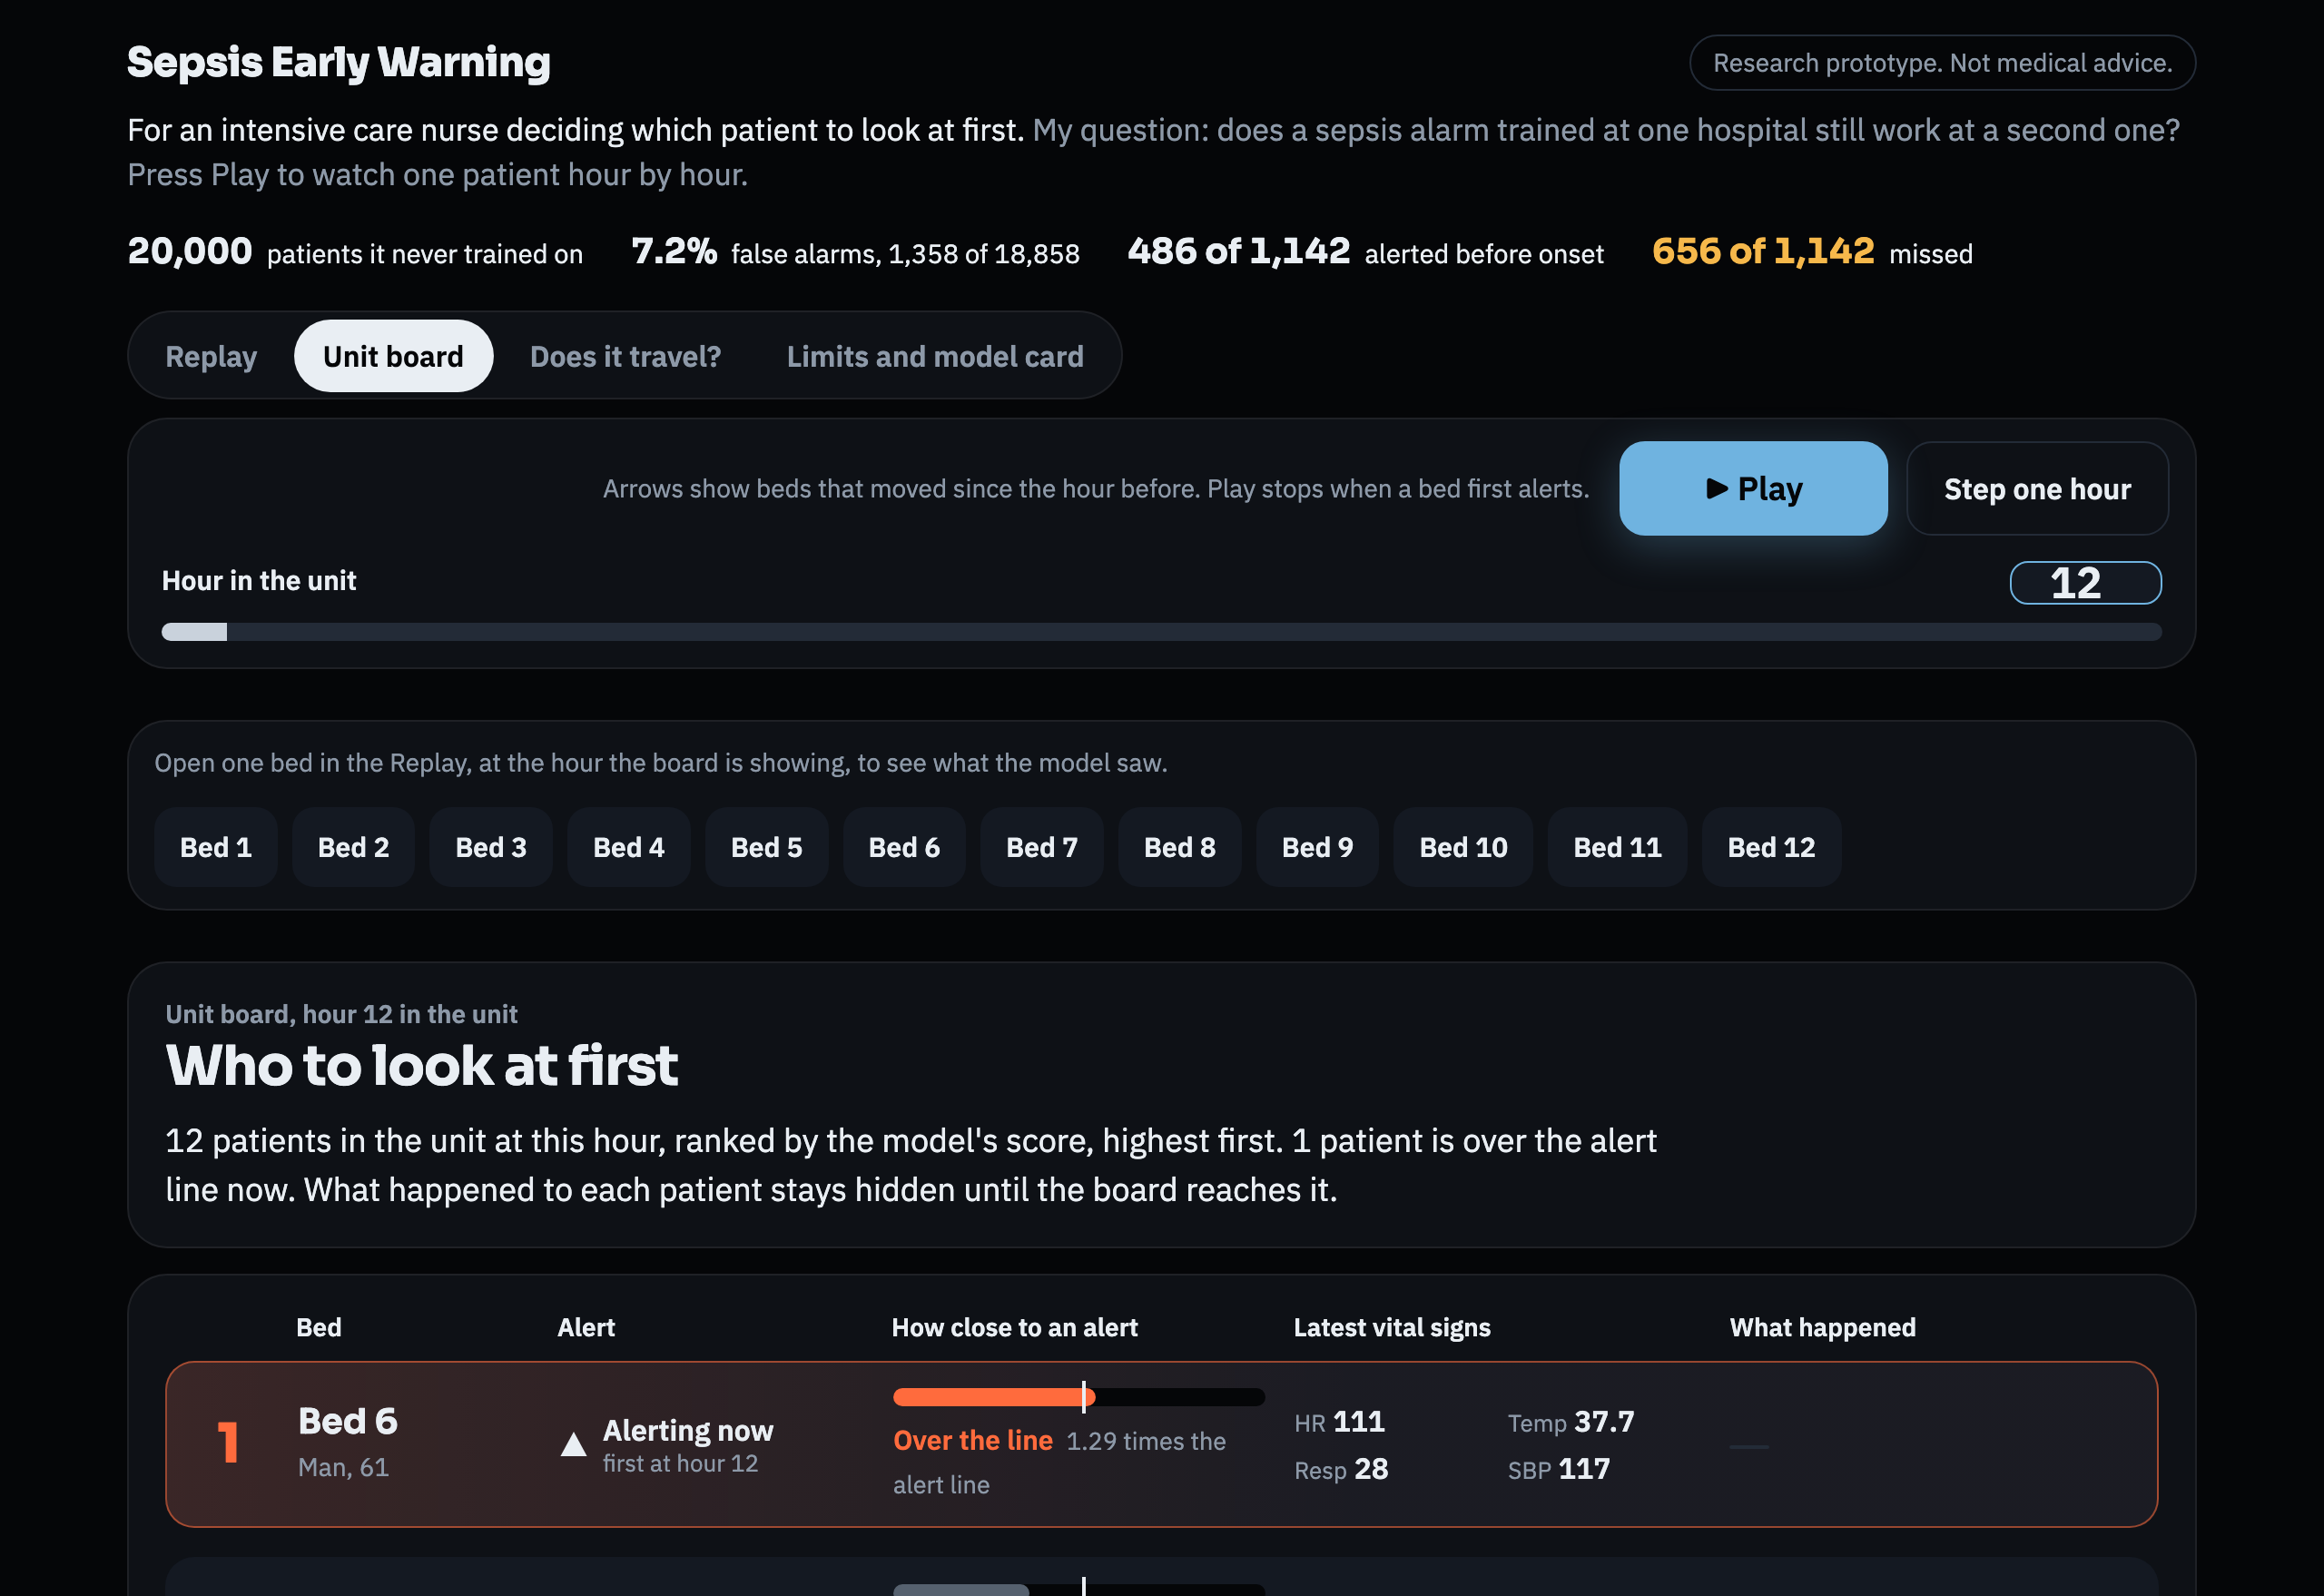 Sepsis Early Warning
Research prototype. Not medical advice.
For an intensive care nurse deciding which patient to look at first. My question: does a sepsis alarm trained at one hospital still work at a second one?
Press Play to watch one patient hour by hour.
20,000 patients it never trained on 7.2% false alarms, 1,358 of 18,858 486 of 1,142 alerted before onset 656 of 1,142 missed
Replay Unit board Does it travel? Limits and model card
Arrows show beds that moved since the hour before. Play stops when a bed first alerts. Play Step one hour
Hour in the unit 12
Open one bed in the Replay, at the hour the board is showing, to see what the model saw.
Bed 1 Bed 2 Bed 3 Bed 4 Bed 5 Bed 6 Bed 7 Bed 8 Bed 9 Bed 10 Bed 11 Bed 12
Unit board, hour 12 in the unit
Who to look at first
12 patients in the unit at this hour, ranked by the model's score, highest first. 1 patient is over the alert
line now. What happened to each patient stays hidden until the board reaches it.
Bed Alert How close to an alert Latest vital signs What happened
1
Bed 6
Man, 61
Alerting now
first at hour 12
Over the line 1.29 times the
alert line
HR 111 Temp 37.7
Resp 28 SBP 117